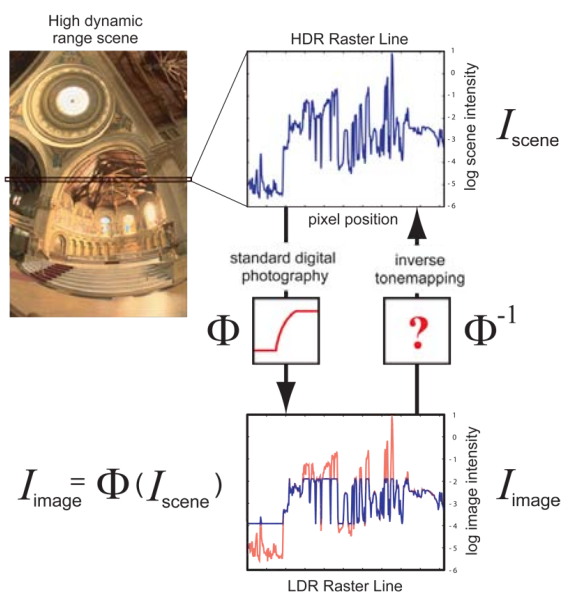 High dynamic
range scene
HDR Raster Line
1
0
- 1
- 2
-3
-4
-5
-6
log scene intensity
I scene
pixel position
standard digital
photography
inverse
tonemapping
Φ
?
Φ-1
I image = Φ (I scene)
1
0
- 1
- 2
-3
-4
-5
-6
log image intensity
I image
LDR Raster Line